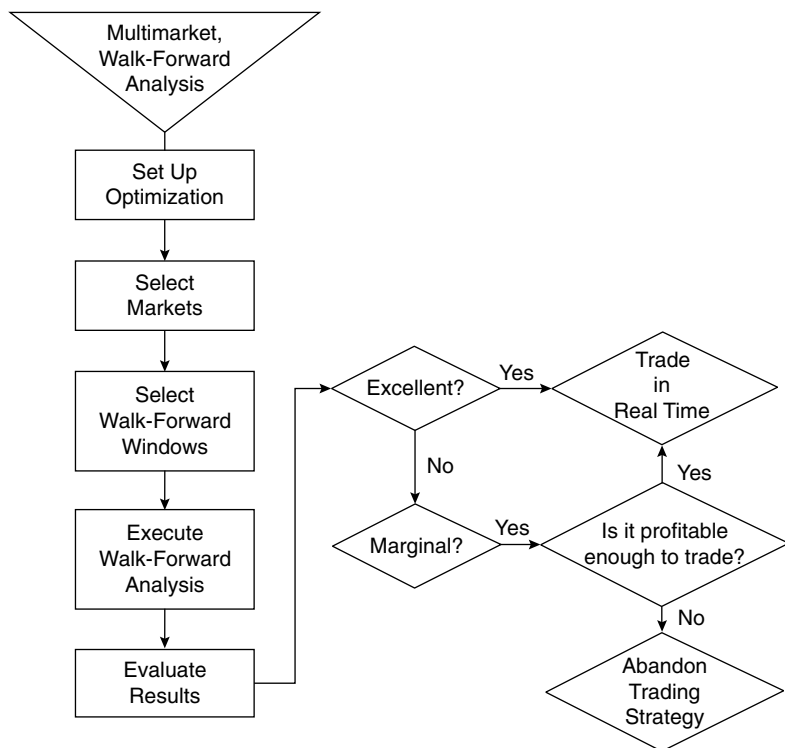 Multimarket,
Walk-Forward
Analysis
Set Up
Optimization
Select
Markets
Select
Walk-Forward
Windows
Execute
Walk-Forward
Analysis
Evaluate
Results
Excellent?
Yes
Trade
in
Real Time
No
Yes
Marginal?
Yes
Is it profitable
enough to trade?
No
Abandon
Trading
Strategy